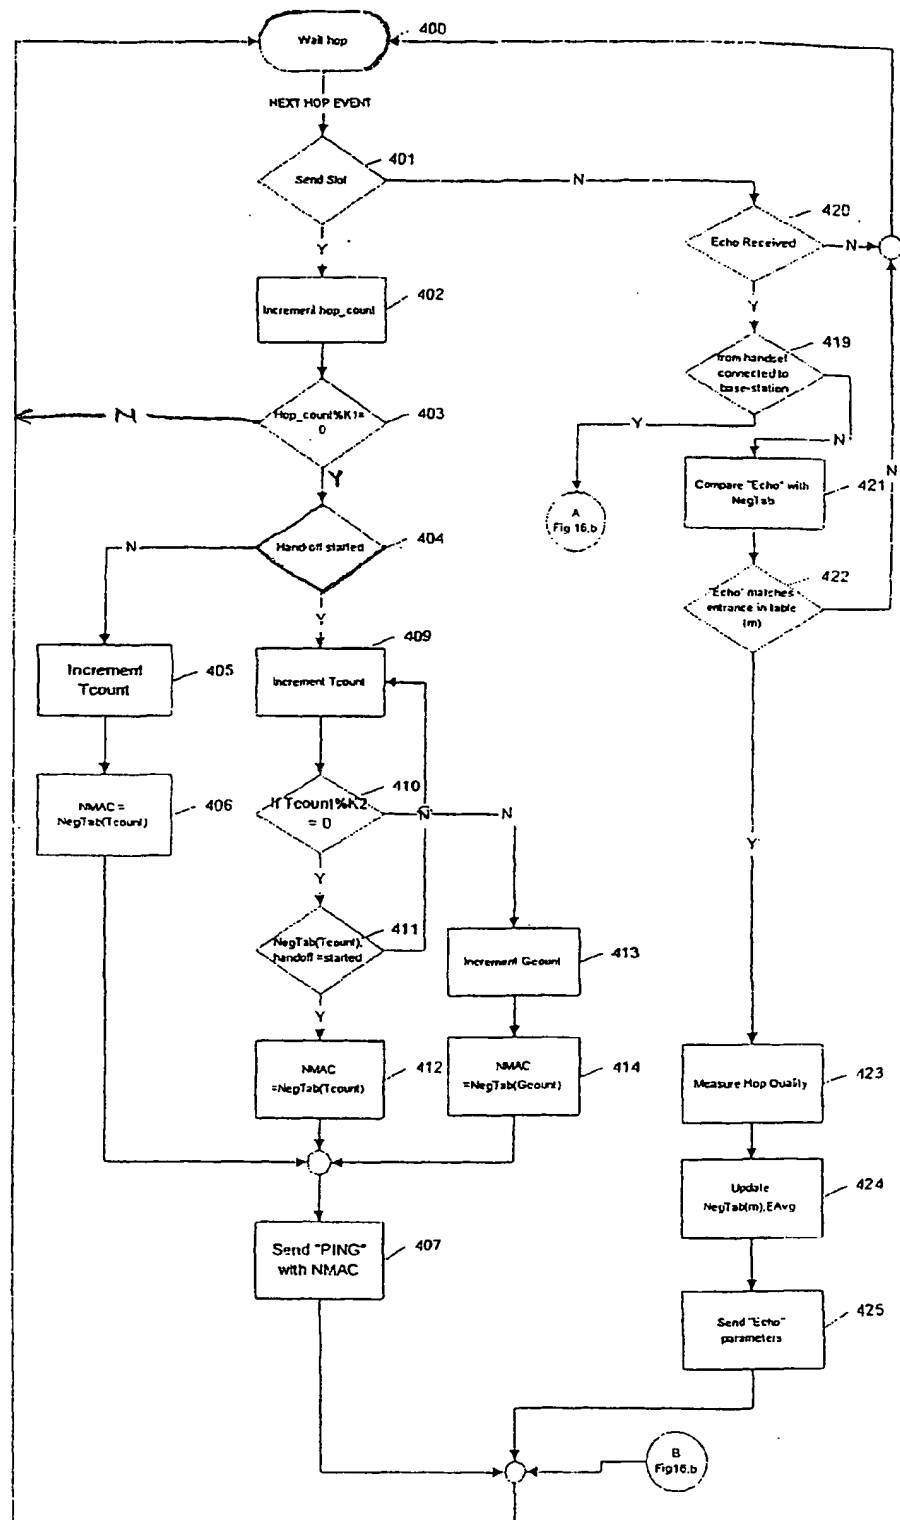 Wait hop
400
NEXT HOP EVENT
Send Slot
401
N
Y
Increment hop_count
402
Hop_count%K1=
0
403
N
Y
Handoff started
404
N
Y
Increment
Tcount
405
NMAC =
NegTab(Tcount)
406
409
Increment Tcount
If Tcount%K2
= 0
410
N
N
Y
NegTab(Tcount),
handoff =started
411
Y
NMAC
=NegTab(Tcount)
412
Increment Gcount
413
NMAC
=NegTab(Gcount)
414
Send "PING"
with NMAC
407
Echo Received
420
N
Y
from handset
connected to
base-station
419
Y
N
A
Fig 16,b
Compare "Echo" with
NegTab
421
N
"Echo" matches
entrance in table
(m)
422
Y
Measure Hop Quality
423
Update
NegTab(m),EAvg
424
Send "Echo"
parameters
425
B
Fig16,b